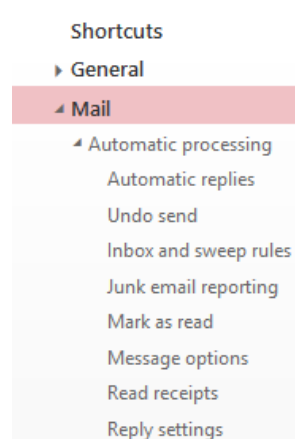 Shortcuts
General
Mail
Automatic processing
Automatic replies
Undo send
Inbox and sweep rules
Junk email reporting
Mark as read
Message options
Read receipts
Reply settings